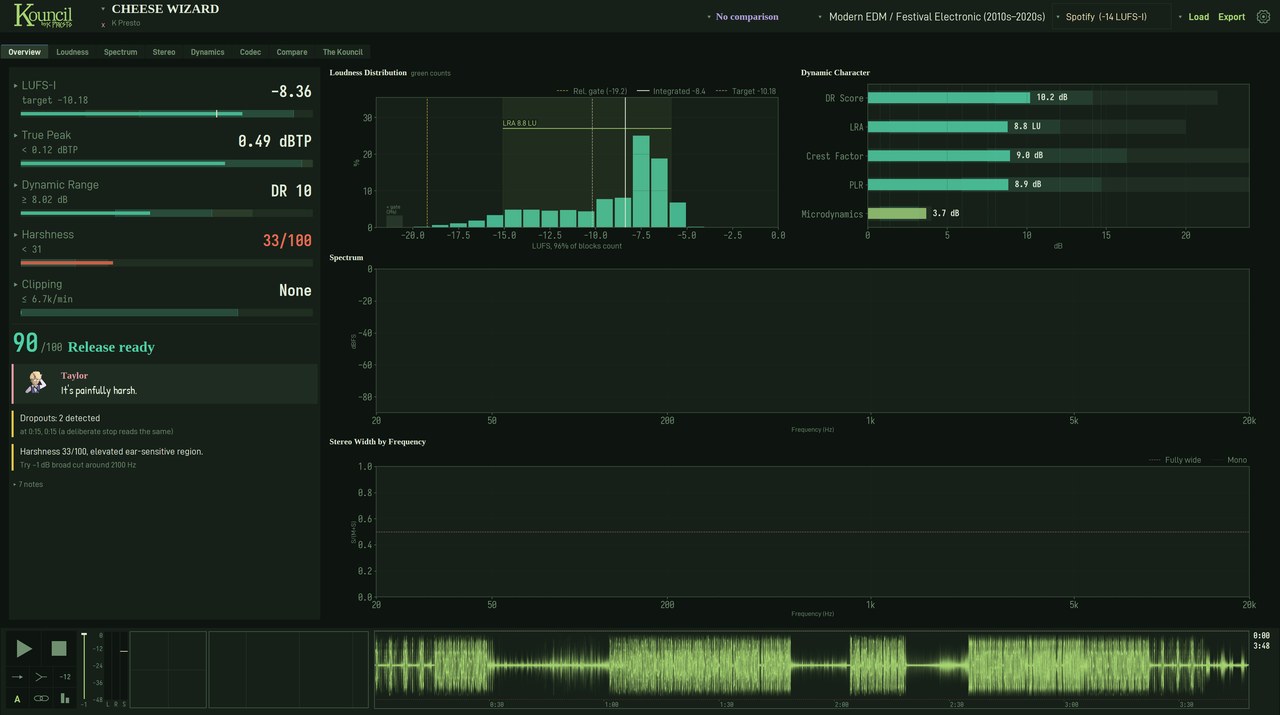 Kouncil
by K PRESTO
CHEESE WIZARD
x K Presto
No comparison
Modern EDM / Festival Electronic (2010s–2020s)
Spotify (-14 LUFS-I)
Load
Export
Overview Loudness Spectrum Stereo Dynamics Codec Compare The Kouncil
LUFS-I
target -10.18
-8.36
True Peak
< 0.12 dBTP
0.49 dBTP
Dynamic Range
≥ 8.02 dB
DR 10
Harshness
< 31
33/100
Clipping
≤ 6.7k/min
None
90 /100 Release ready
Taylor
It's painfully harsh.
Dropouts: 2 detected
at 0:15, 0:15 (a deliberate stop reads the same)
Harshness 33/100, elevated ear-sensitive region.
Try -1 dB broad cut around 2100 Hz
7 notes
Loudness Distribution green counts
Rel. gate (-19.2) Integrated -8.4 Target -10.18
LRA 8.8 LU
30
20
10
0
%
-20.0 -17.5 -15.0 -12.5 -10.0 -7.5 -5.0 -2.5 0.0
LUFS, 96% of blocks count
Dynamic Character
DR Score 10.2 dB
LRA 8.8 LU
Crest Factor 9.0 dB
PLR 8.9 dB
Microdynamics 3.7 dB
0 5 10 15 20
dB
Spectrum
0
-20
-40
-60
-80
dBFS
20 50 200 1k 5k 20k
Frequency (Hz)
Stereo Width by Frequency
Fully wide Mono
1.0
0.8
0.6
0.4
0.2
0.0
S/(M+S)
20 50 200 1k 5k 20k
Frequency (Hz)
-12
A
0
-12
-24
-36
-48
-1 L R S
0:30 1:00 1:30 2:00 2:30 3:00 3:30
0:00
3:48